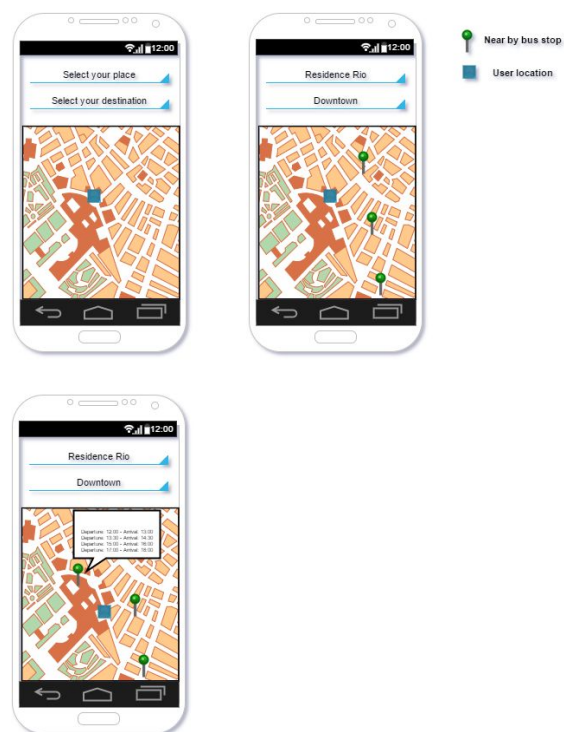 12:00
Select your place
Select your destination
12:00
Residence Rio
Downtown
Near by bus stop
User location
12:00
Residence Rio
Downtown
Departure: 12:00 - Arrival: 13:00
Departure: 13:30 - Arrival: 14:30
Departure: 15:00 - Arrival: 16:00
Departure: 17:00 - Arrival: 18:00